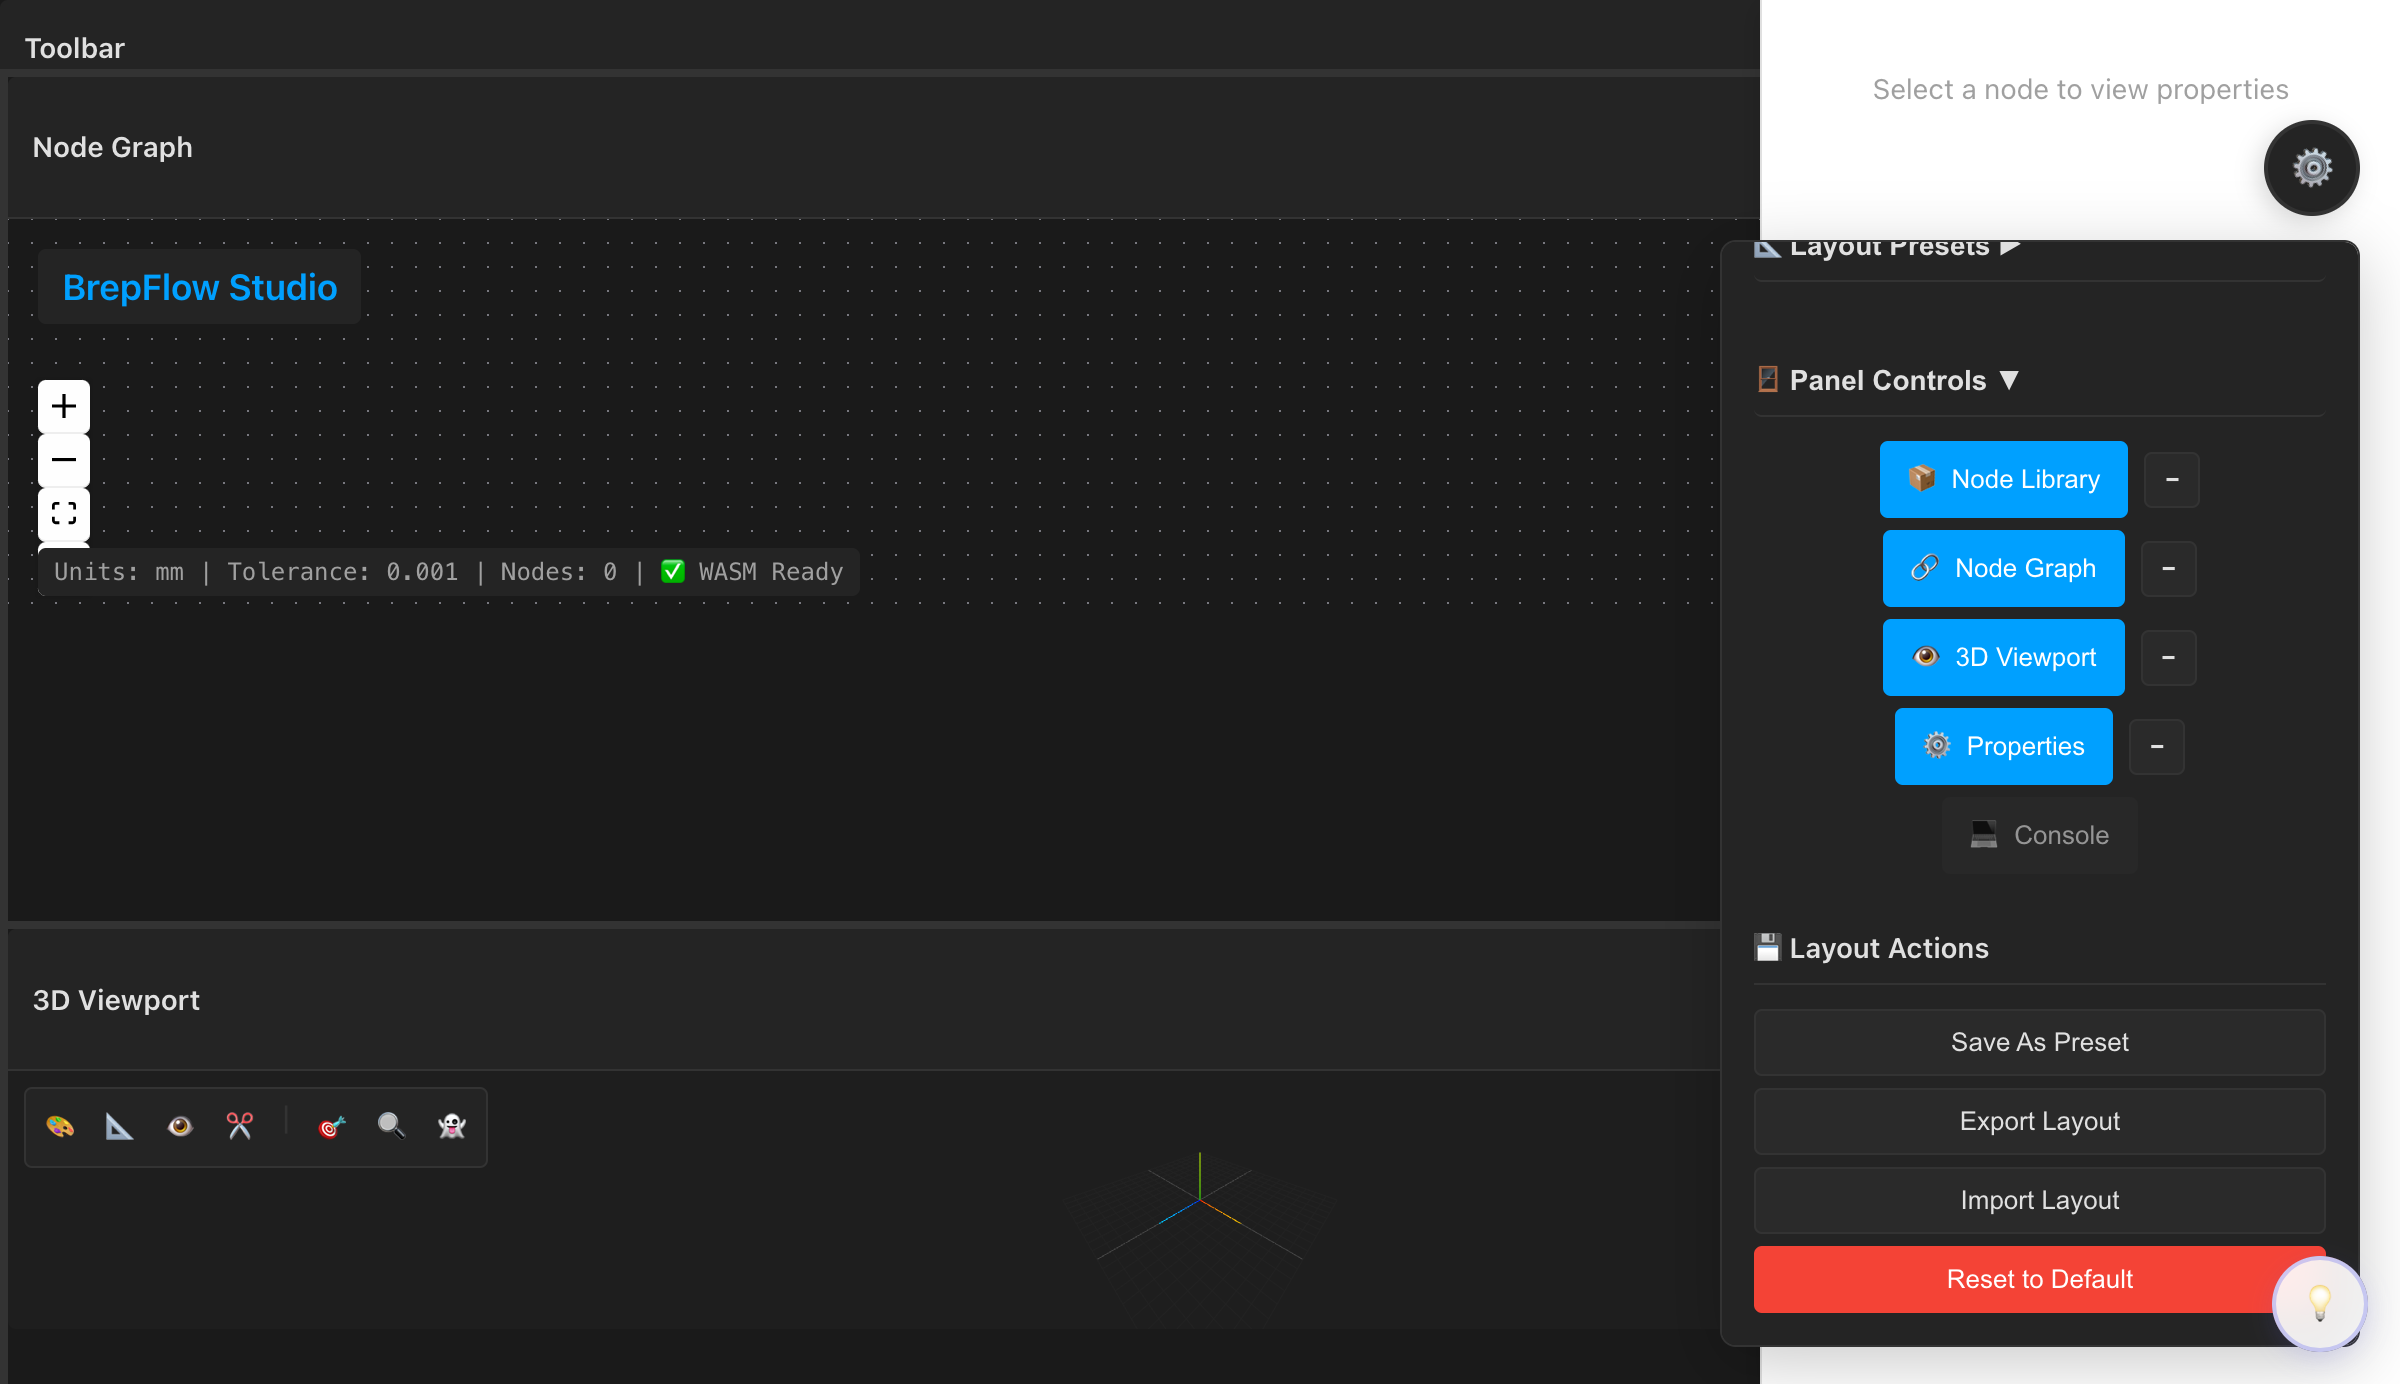 Toolbar
Node Graph
BrepFlow Studio
Units: mm | Tolerance: 0.001 | Nodes: 0 | ✅ WASM Ready
3D Viewport
Select a node to view properties
Layout Presets ▶
Panel Controls ▼
Node Library −
Node Graph −
3D Viewport −
Properties −
Console
Layout Actions
Save As Preset
Export Layout
Import Layout
Reset to Default